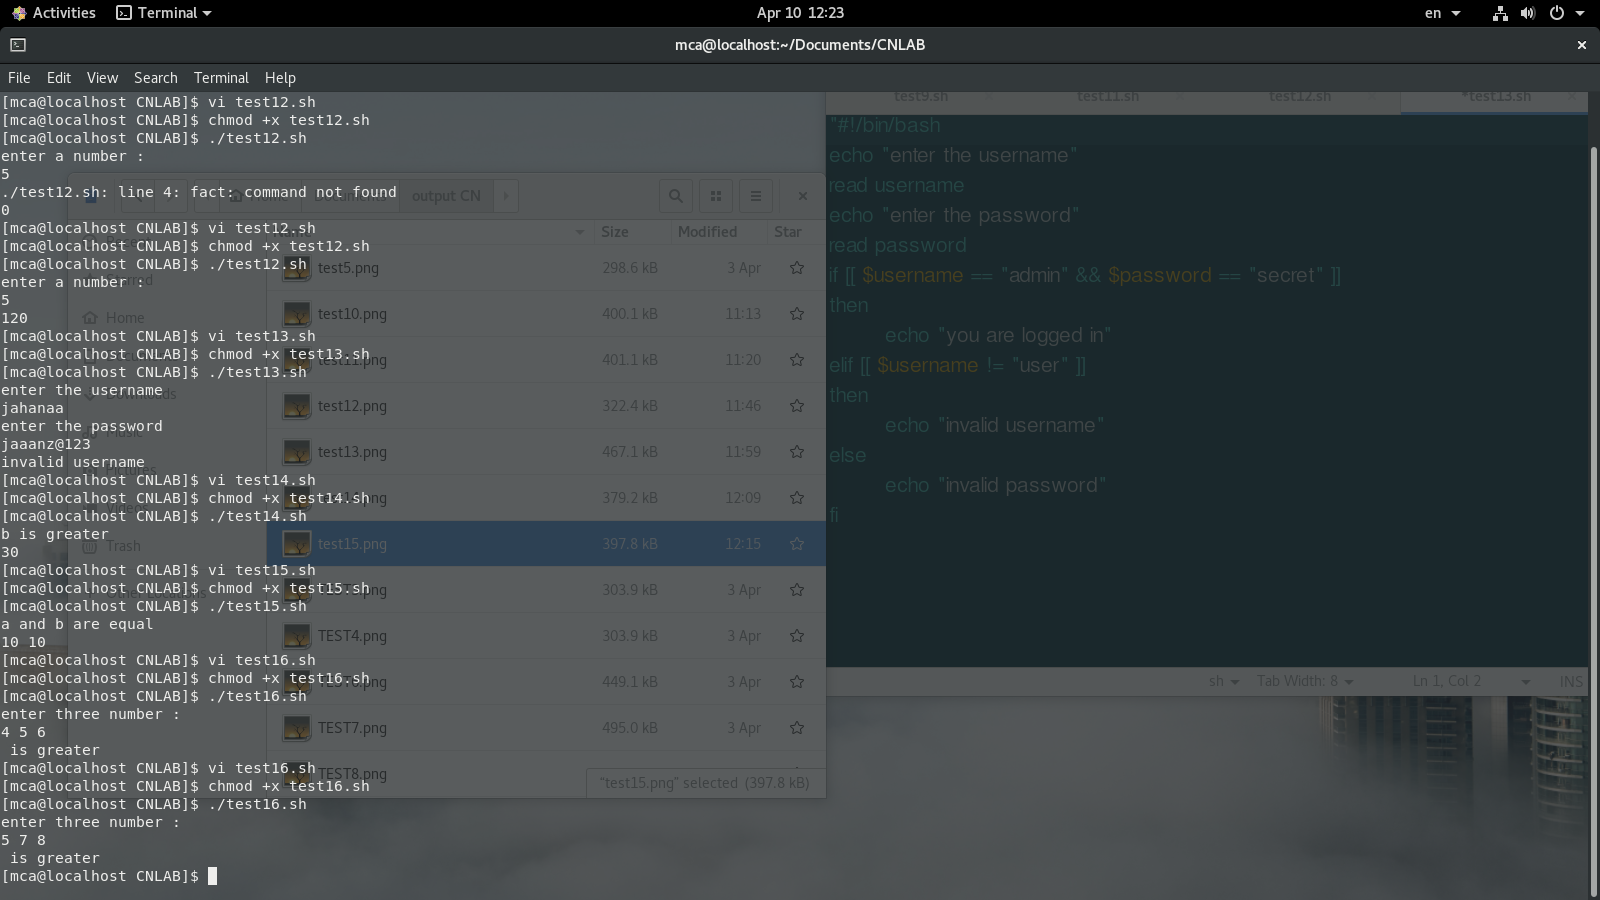 Activities
Terminal
Apr 10 12:23
en
mca@localhost:~/Documents/CNLAB
File Edit View Search Terminal Help
[mca@localhost CNLAB]$ vi test12.sh
[mca@localhost CNLAB]$ chmod +x test12.sh
[mca@localhost CNLAB]$ ./test12.sh
enter a number :
5
./test12.sh: line 4: fact: command not found
0
[mca@localhost CNLAB]$ vi test12.sh
[mca@localhost CNLAB]$ chmod +x test12.sh
[mca@localhost CNLAB]$ ./test12.sh
enter a number :
5
120
[mca@localhost CNLAB]$ vi test13.sh
[mca@localhost CNLAB]$ chmod +x test13.sh
[mca@localhost CNLAB]$ ./test13.sh
enter the username
jahanaa
enter the password
jaaanz@123
invalid username
[mca@localhost CNLAB]$ vi test14.sh
[mca@localhost CNLAB]$ chmod +x test14.sh
[mca@localhost CNLAB]$ ./test14.sh
b is greater
30
[mca@localhost CNLAB]$ vi test15.sh
[mca@localhost CNLAB]$ chmod +x test15.sh
[mca@localhost CNLAB]$ ./test15.sh
a and b are equal
10 10
[mca@localhost CNLAB]$ vi test16.sh
[mca@localhost CNLAB]$ chmod +x test16.sh
[mca@localhost CNLAB]$ ./test16.sh
enter three number :
4 5 6
 is greater
[mca@localhost CNLAB]$ vi test16.sh
[mca@localhost CNLAB]$ chmod +x test16.sh
[mca@localhost CNLAB]$ ./test16.sh
enter three number :
5 7 8
 is greater
[mca@localhost CNLAB]$
Documents output CN
Size Modified Star
test5.png 298.6 kB 3 Apr
Home
test10.png 400.1 kB 11:13
401.1 kB 11:20
Downloads
test12.png 322.4 kB 11:46
test13.png 467.1 kB 11:59
379.2 kB 12:09
Trash
test15.png 397.8 kB 12:15
303.9 kB 3 Apr
TEST4.png 303.9 kB 3 Apr
449.1 kB 3 Apr
TEST7.png 495.0 kB 3 Apr
TEST8.png
"test15.png" selected (397.8 kB)
test9.sh test11.sh test12.sh *test13.sh
"#!/bin/bash
echo "enter the username"
read username
echo "enter the password"
read password
if [[ $username == "admin" && $password == "secret" ]]
then
echo "you are logged in"
elif [[ $username != "user" ]]
then
echo "invalid username"
else
echo "invalid password"
fi
sh Tab Width: 8 Ln 1, Col 2 INS